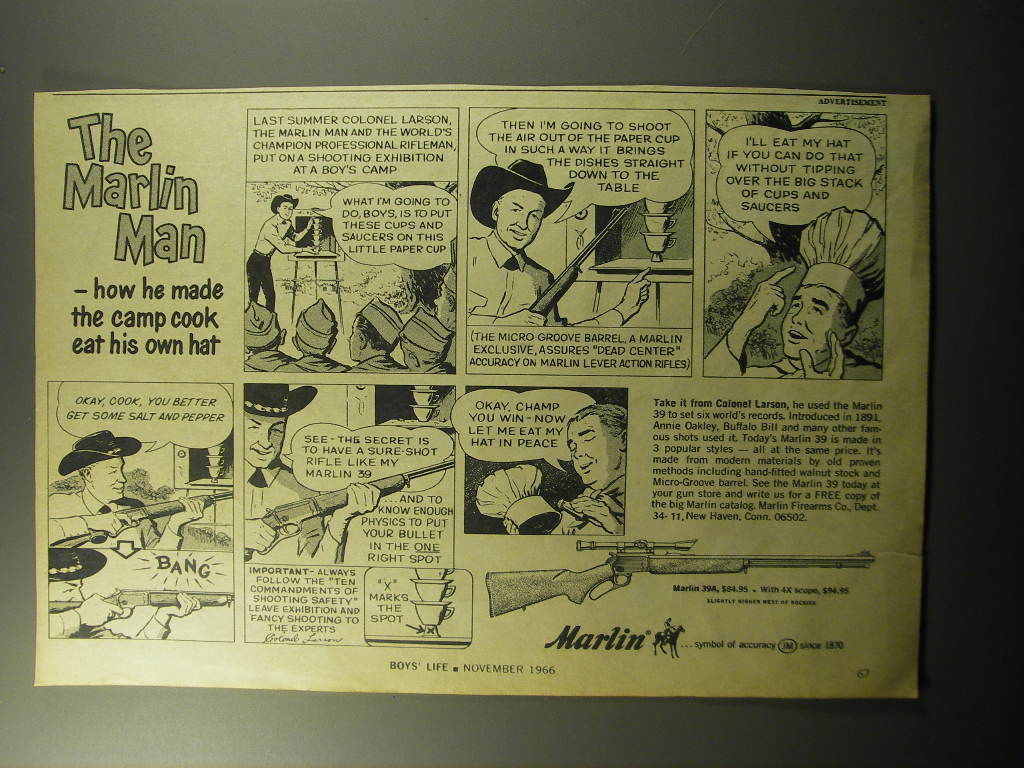 ADVERTISEMENT
The
Marlin
Man
– how he made
the camp cook
eat his own hat
LAST SUMMER COLONEL LARSON,
THE MARLIN MAN AND THE WORLD'S
CHAMPION PROFESSIONAL RIFLEMAN,
PUT ON A SHOOTING EXHIBITION
AT A BOY'S CAMP
WHAT I'M GOING TO
DO, BOYS, IS TO PUT
THESE CUPS AND
SAUCERS ON THIS
LITTLE PAPER CUP
THEN I'M GOING TO SHOOT
THE AIR OUT OF THE PAPER CUP
IN SUCH A WAY IT BRINGS
THE DISHES STRAIGHT
DOWN TO THE
TABLE
(THE MICRO-GROOVE BARREL, A MARLIN
EXCLUSIVE, ASSURES "DEAD CENTER"
ACCURACY ON MARLIN LEVER ACTION RIFLES)
I'LL EAT MY HAT
IF YOU CAN DO THAT
WITHOUT TIPPING
OVER THE BIG STACK
OF CUPS AND
SAUCERS
OKAY, COOK, YOU BETTER
GET SOME SALT AND PEPPER
BANG
SEE - THE SECRET IS
TO HAVE A SURE-SHOT
RIFLE LIKE MY
MARLIN 39
...AND TO
KNOW ENOUGH
PHYSICS TO PUT
YOUR BULLET
IN THE ONE
RIGHT SPOT
IMPORTANT - ALWAYS
FOLLOW THE "TEN
COMMANDMENTS OF
SHOOTING SAFETY"
LEAVE EXHIBITION AND
FANCY SHOOTING TO
THE EXPERTS
Colonel Larson
"X"
MARKS
THE
SPOT
X
OKAY, CHAMP
YOU WIN - NOW
LET ME EAT MY
HAT IN PEACE
Take it from Colonel Larson, he used the Marlin
39 to set six world's records. Introduced in 1891,
Annie Oakley, Buffalo Bill and many other fam-
ous shots used it. Today's Marlin 39 is made in
3 popular styles — all at the same price. It's
made from modern materials by old proven
methods including hand-fitted walnut stock and
Micro-Groove barrel. See the Marlin 39 today at
your gun store and write us for a FREE copy of
the big Marlin catalog. Marlin Firearms Co., Dept.
34-11, New Haven, Conn. 06502.
Marlin 39A, $84.95 • With 4X scope, $94.95
SLIGHTLY HIGHER WEST OF ROCKIES
Marlin® ...symbol of accuracy JM since 1870
BOYS' LIFE ■ NOVEMBER 1966
67